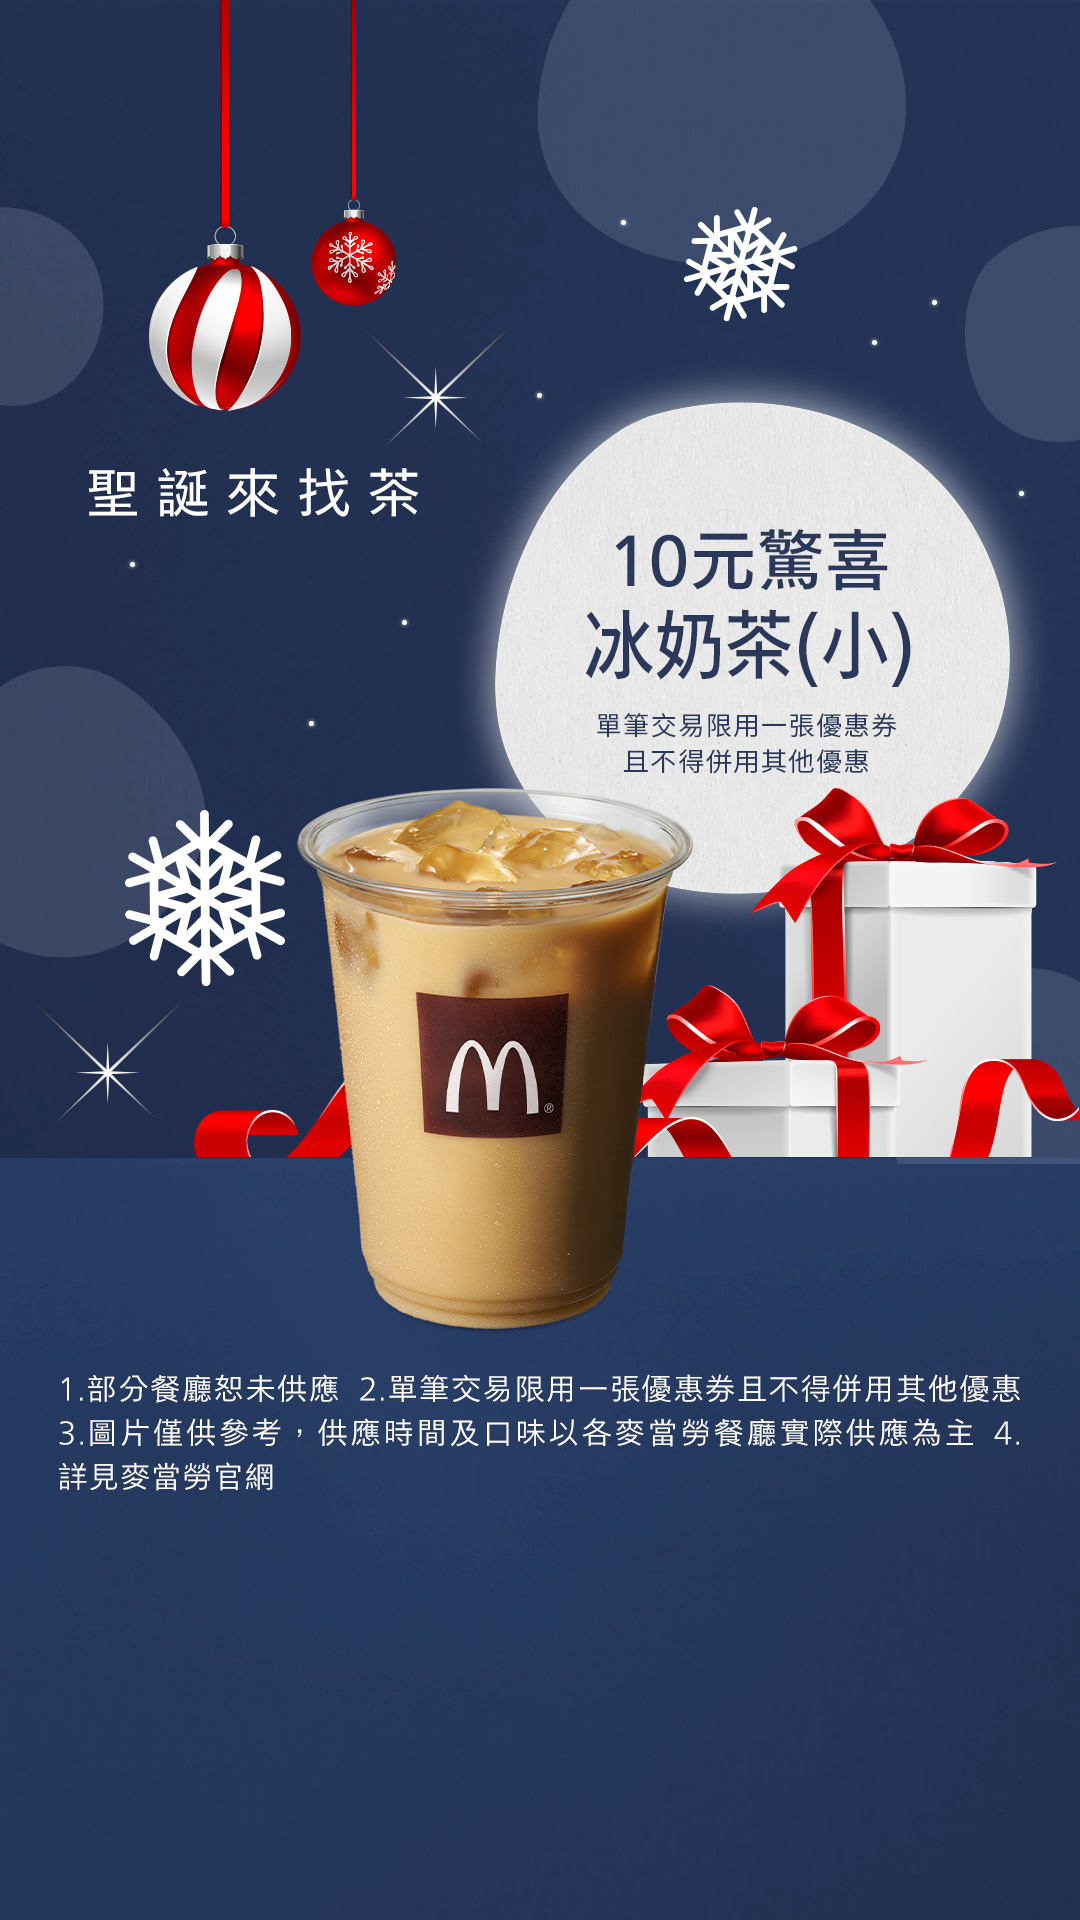 聖誕來找茶
10元驚喜
冰奶茶(小)
單筆交易限用一張優惠券
且不得併用其他優惠
®
1.部分餐廳恕未供應 2.單筆交易限用一張優惠券且不得併用其他優惠
3.圖片僅供參考，供應時間及口味以各麥當勞餐廳實際供應為主 4.
詳見麥當勞官網